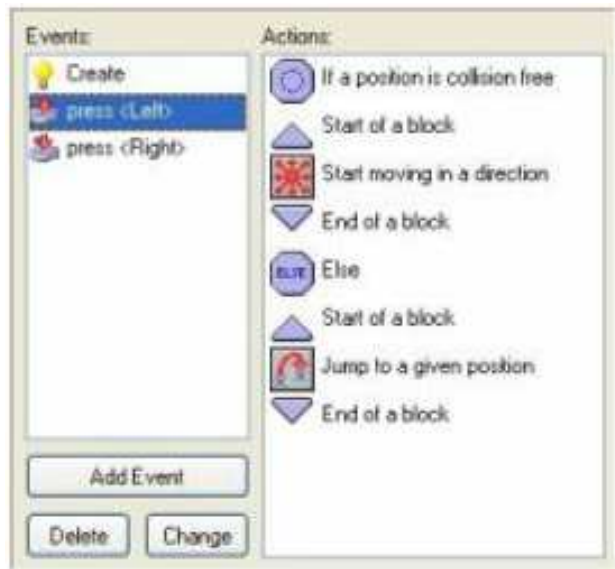 Events:
Create
press <Left>
press <Right>
Add Event
Delete
Change
Actions:
If a position is collision free
Start of a block
Start moving in a direction
End of a block
ELSE Else
Start of a block
Jump to a given position
End of a block